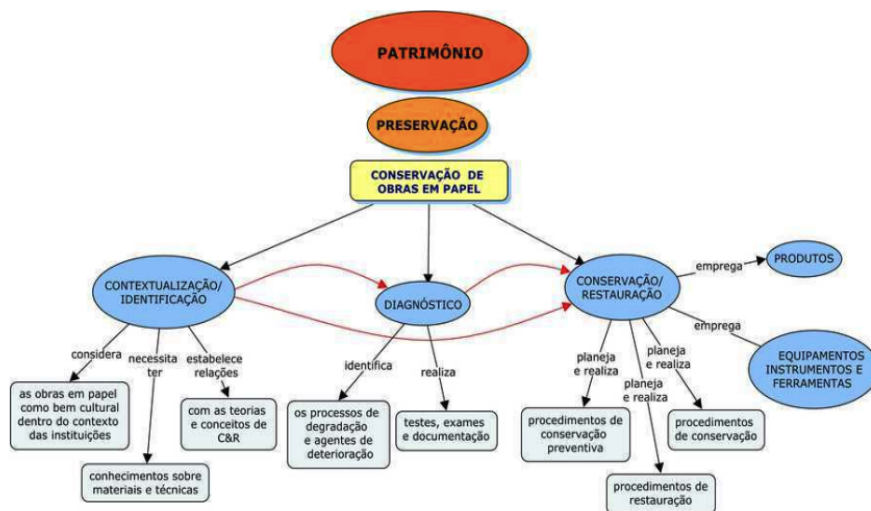 PATRIMÔNIO
PRESERVAÇÃO
CONSERVAÇÃO DE
OBRAS EM PAPEL
CONTEXTUALIZAÇÃO/
IDENTIFICAÇÃO
DIAGNÓSTICO
CONSERVAÇÃO/
RESTAURAÇÃO
emprega
PRODUTOS
emprega
EQUIPAMENTOS
INSTRUMENTOS E
FERRAMENTAS
considera
necessita
ter
estabelece
relações
identifica
realiza
planeja
e realiza
planeja
e realiza
planeja
e realiza
as obras em papel
como bem cultural
dentro do contexto
das instituições
conhecimentos sobre
materiais e técnicas
com as teorias
e conceitos de
C&R
os processos de
degradação
e agentes de
deterioração
testes, exames
e documentação
procedimentos de
conservação
preventiva
procedimentos de
restauração
procedimentos
de conservação